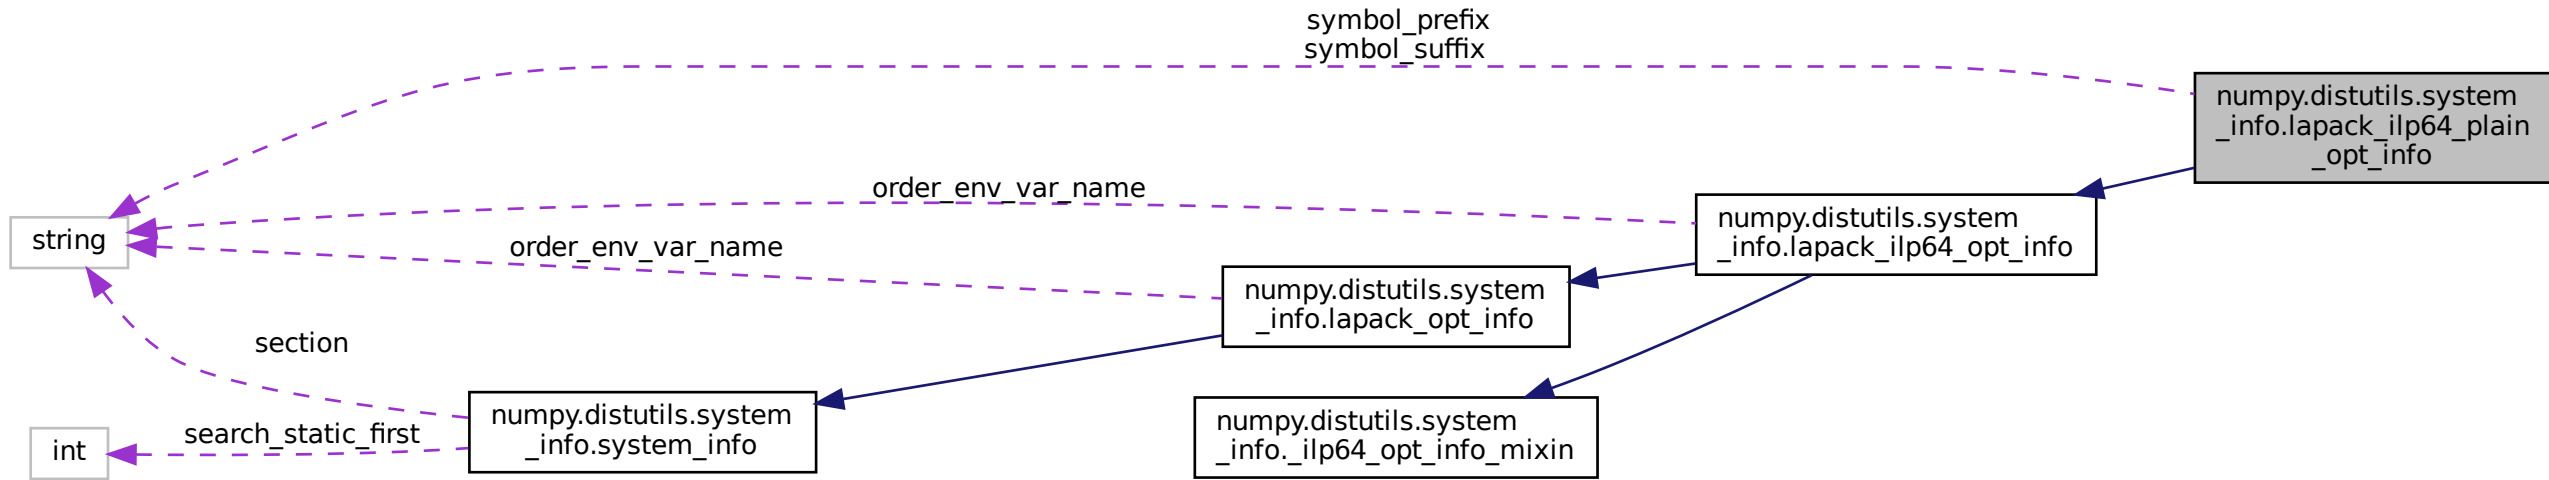 symbol_prefix
symbol_suffix
numpy.distutils.system
_info.lapack_ilp64_plain
_opt_info
order_env_var_name
numpy.distutils.system
_info.lapack_ilp64_opt_info
string
order_env_var_name
numpy.distutils.system
_info.lapack_opt_info
section
numpy.distutils.system
_info.system_info
numpy.distutils.system
_info._ilp64_opt_info_mixin
search_static_first
int